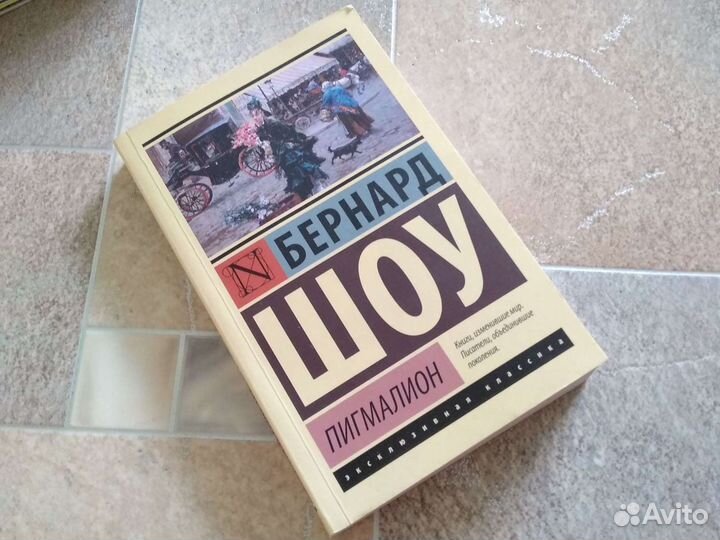 N
БЕРНАРД
ШОУ
ПИГМАЛИОН
Книги, изменившие мир.
Писатели, объединившие
поколения.
ЭКСКЛЮЗИВНАЯ КЛАССИКА
Avito